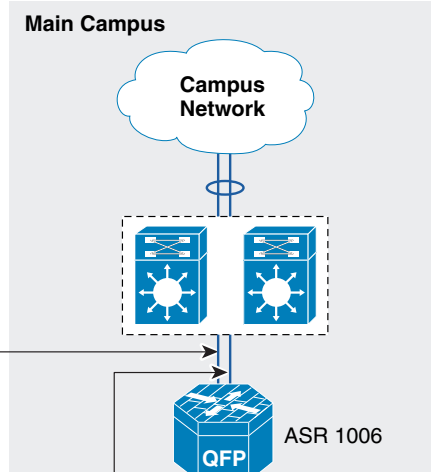 Main Campus
Campus
Network
ASR 1006
QFP